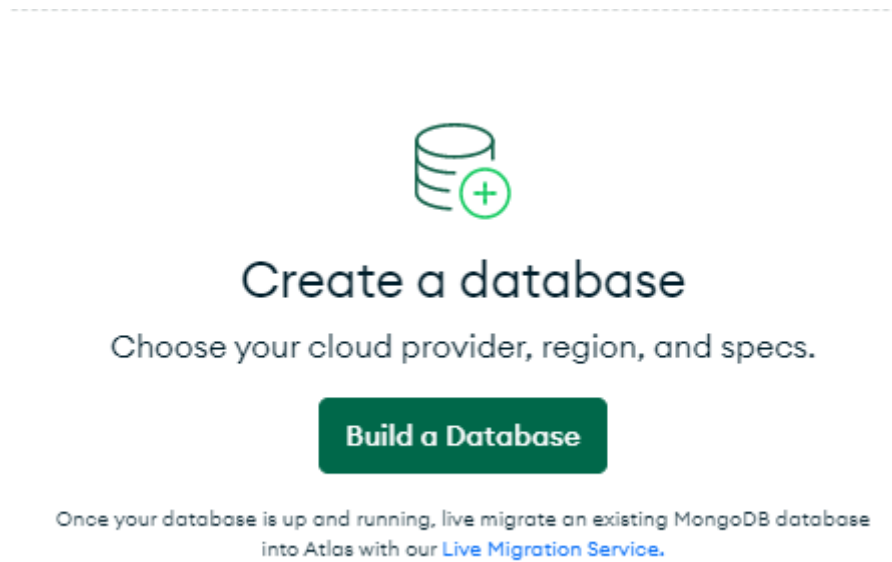 Create a database
Choose your cloud provider, region, and specs.
Build a Database
Once your database is up and running, live migrate an existing MongoDB database
into Atlas with our Live Migration Service.